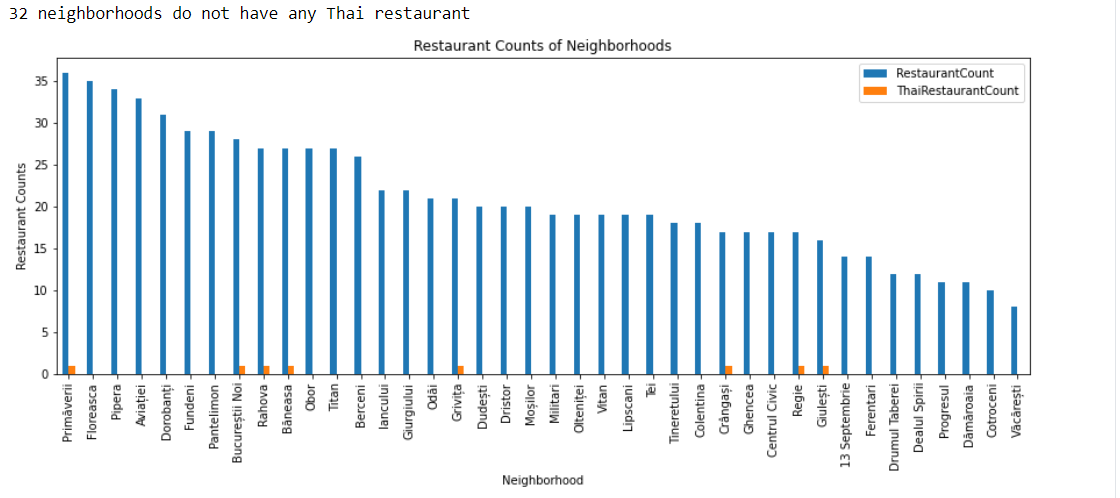 32 neighborhoods do not have any Thai restaurant
Restaurant Counts of Neighborhoods
RestaurantCount
ThaiRestaurantCount
Restaurant Counts
35
30
25
20
15
10
5
0
Primăverii
Floreasca
Pipera
Aviației
Dorobanți
Fundeni
Pantelimon
Bucureștii Noi
Rahova
Băneasa
Obor
Titan
Berceni
Iancului
Giurgiului
Odăi
Grivița
Dudești
Dristor
Moșilor
Militari
Olteniței
Vitan
Lipscani
Tei
Tineretului
Colentina
Crângași
Ghencea
Centrul Civic
Regie
Giulești
13 Septembrie
Ferentari
Drumul Taberei
Dealul Spirii
Progresul
Dămăroaia
Cotroceni
Văcărești
Neighborhood